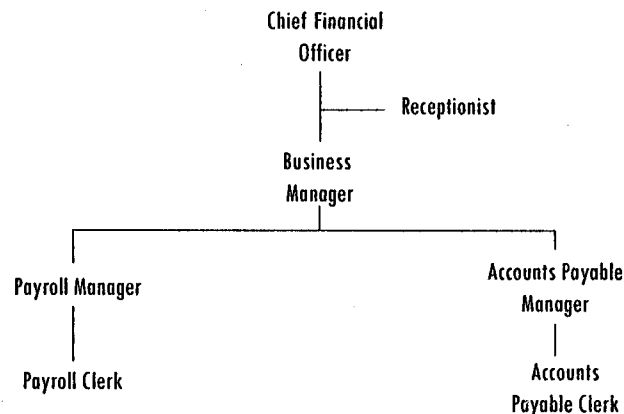 Chief Financial
Officer
Receptionist
Business
Manager
Payroll Manager
Accounts Payable
Manager
Payroll Clerk
Accounts
Payable Clerk